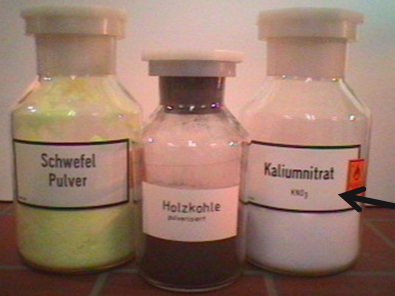 Schwefel
Pulver
Holzkohle
pulverisiert
Kaliumnitrat
KNO3